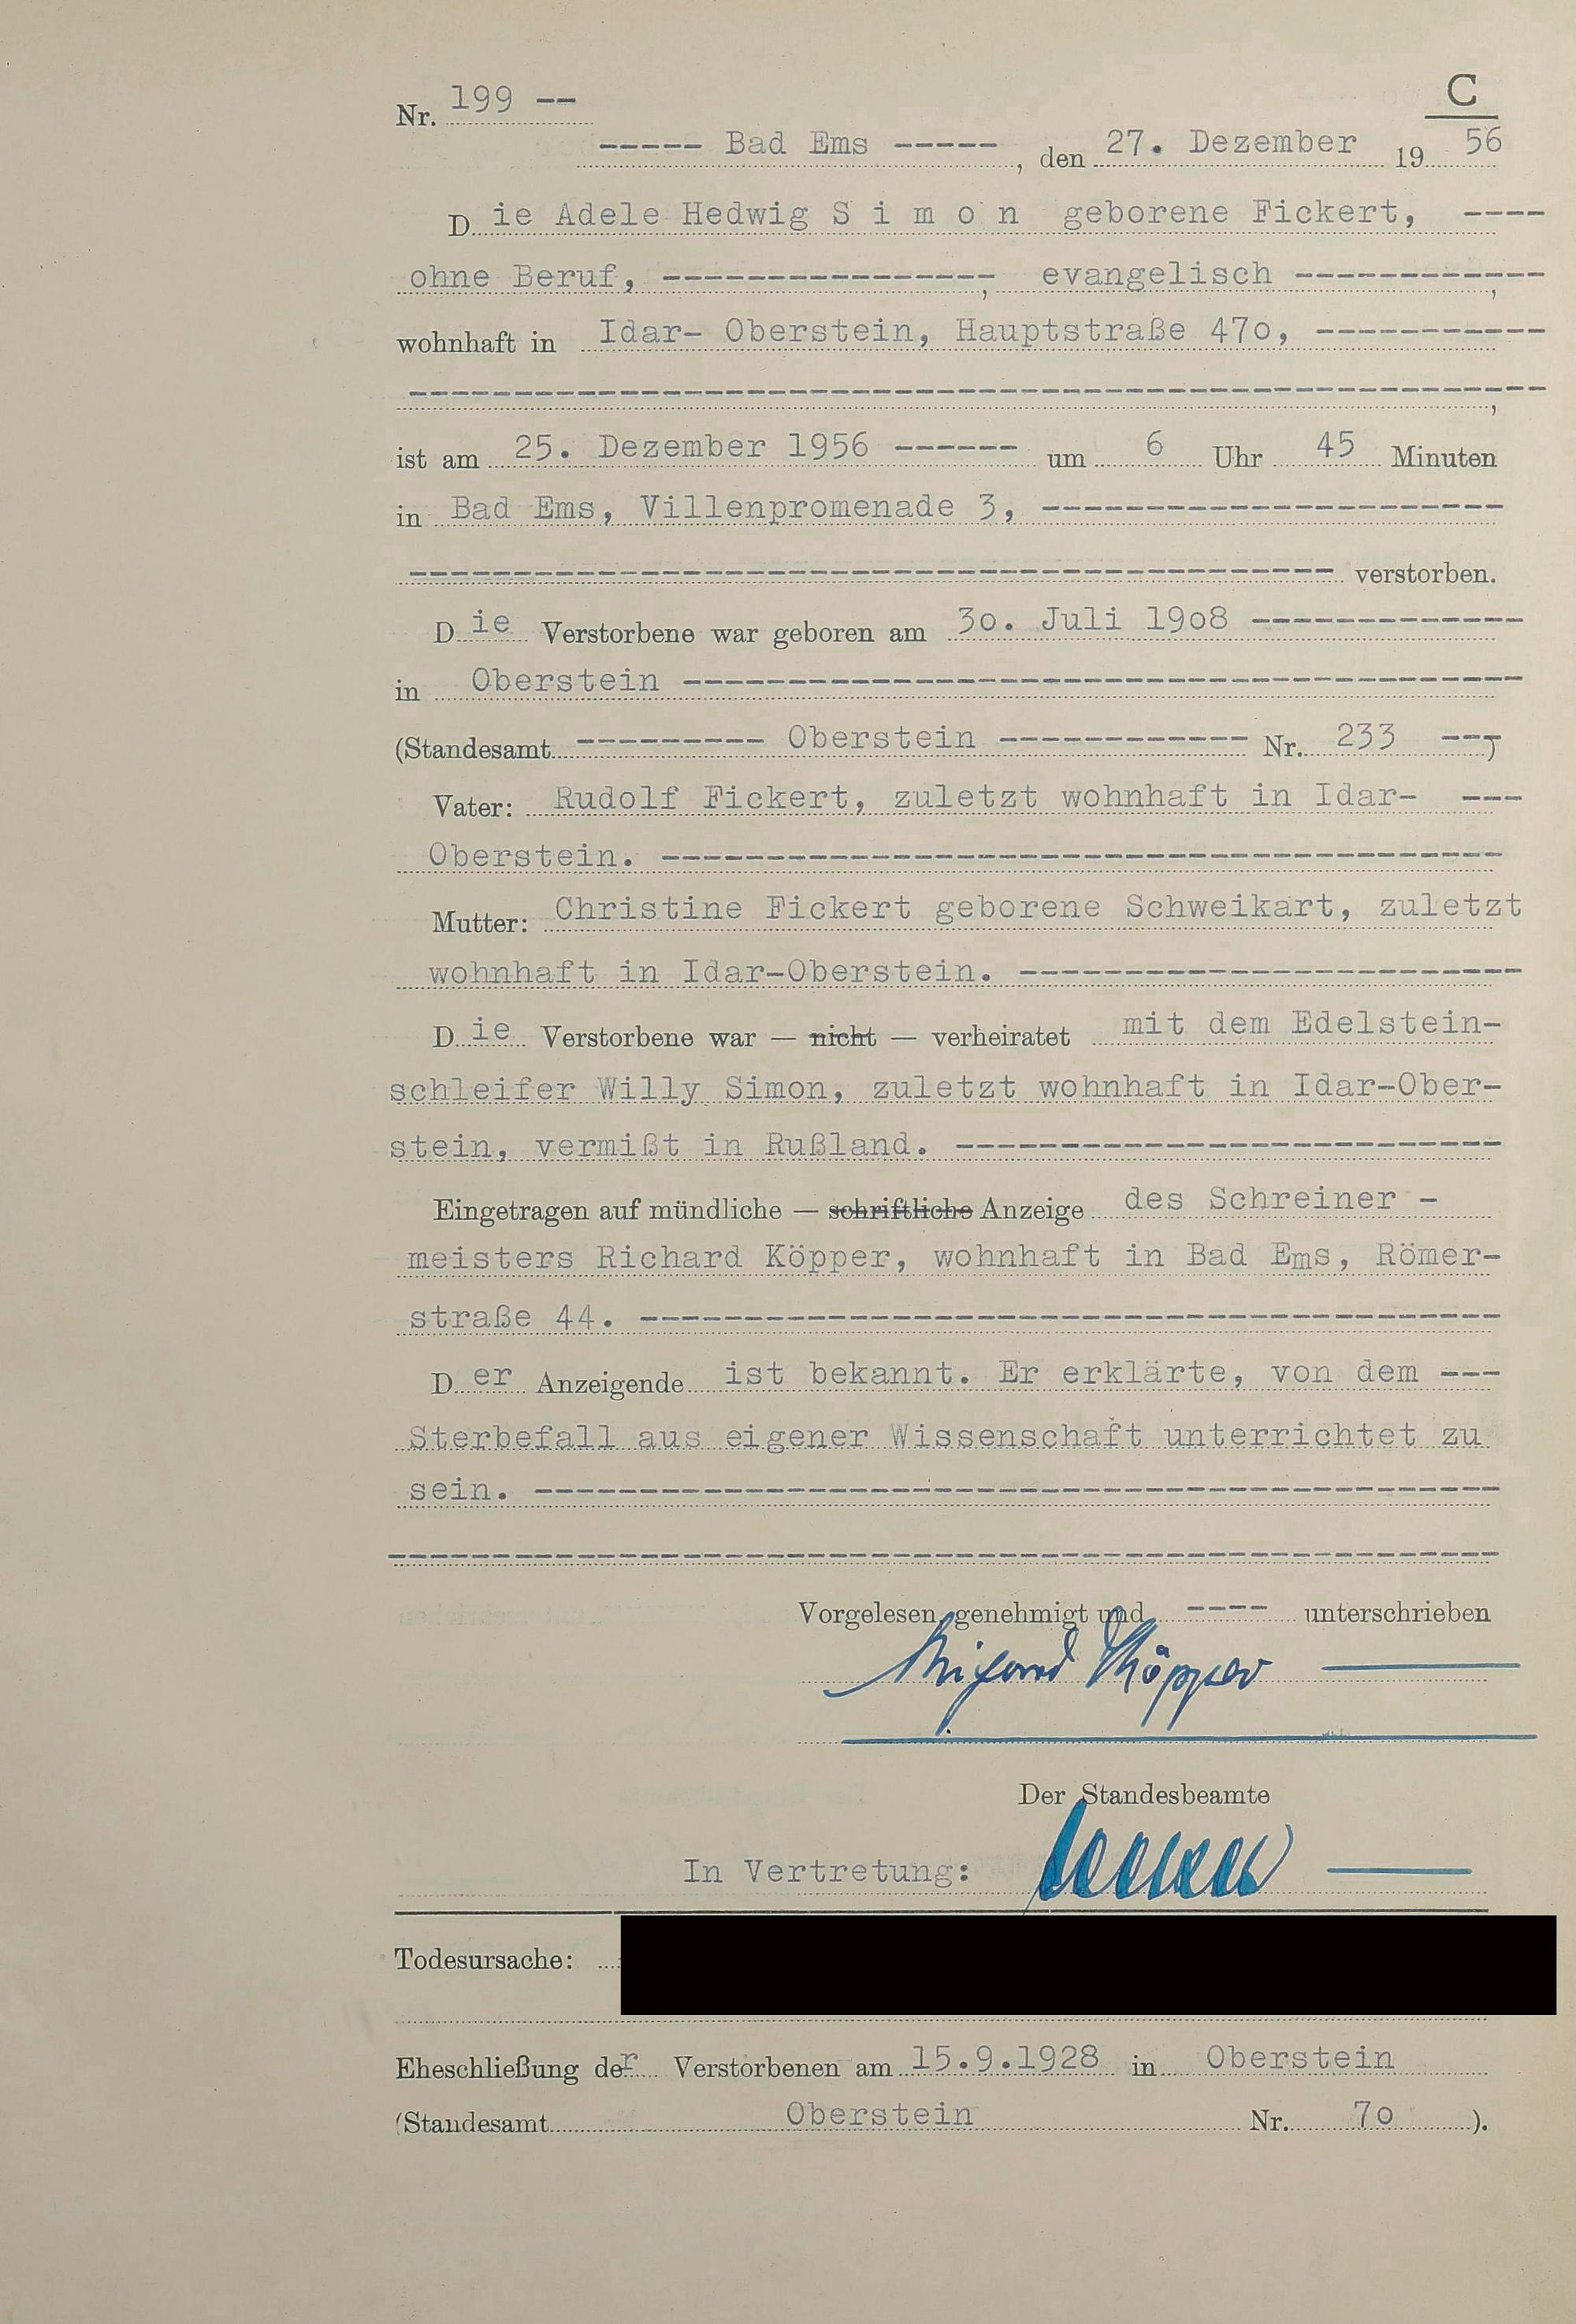 C
Nr. 199 --
----- Bad Ems -----, den 27. Dezember 19 56
Die Adele Hedwig S i m o n geborene Fickert, ----
ohne Beruf, ----------------, evangelisch ------------,
wohnhaft in Idar- Oberstein, Hauptstraße 47o, -----------
------------------------------------------------------,
ist am 25. Dezember 1956 ------ um 6 Uhr 45 Minuten
in Bad Ems, Villenpromenade 3, ----------------------
-------------------------------------------- verstorben.
Die Verstorbene war geboren am 3o. Juli 19o8 -------------
in Oberstein ----------------------------------------
(Standesamt --------- Oberstein ------------ Nr. 233 ---)
Vater: Rudolf Fickert, zuletzt wohnhaft in Idar- ---
Oberstein. ----------------------------------------
Mutter: Christine Fickert geborene Schweikart, zuletzt
wohnhaft in Idar-Oberstein. ------------------------
Die Verstorbene war — nicht — verheiratet mit dem Edelstein-
schleifer Willy Simon, zuletzt wohnhaft in Idar-Ober-
stein, vermißt in Rußland. --------------------------
Eingetragen auf mündliche — schriftliche Anzeige des Schreiner -
meisters Richard Köpper, wohnhaft in Bad Ems, Römer-
straße 44. -----------------------------------------
Der Anzeigende ist bekannt. Er erklärte, von dem ---
Sterbefall aus eigener Wissenschaft unterrichtet zu
sein. ----------------------------------------------
-----------------------------------------------------
Vorgelesen, genehmigt und ---- unterschrieben
Richard Köpper
Der Standesbeamte
In Vertretung:
Todesursache:
Eheschließung der Verstorbenen am 15.9.1928 in Oberstein
(Standesamt Oberstein Nr. 7o ).